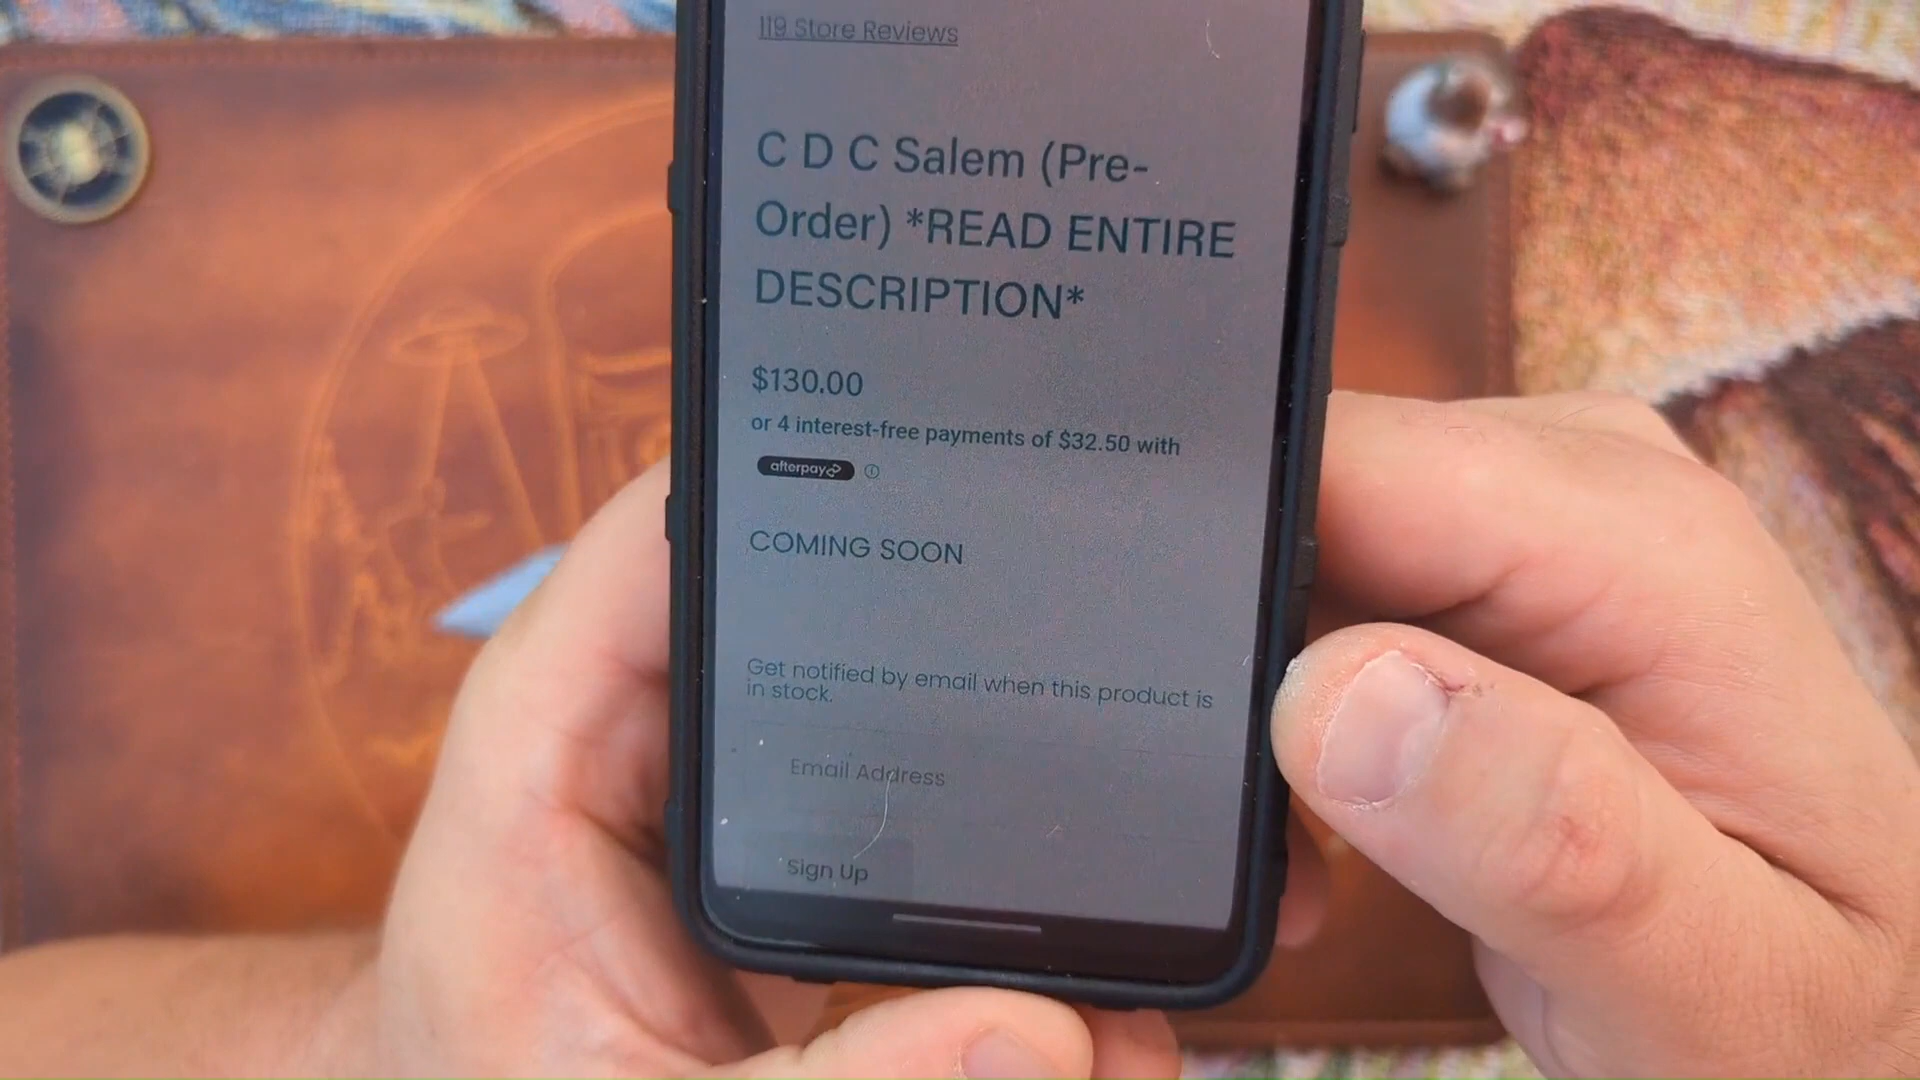 119 Store Reviews
C D C Salem (Pre-
Order) *READ ENTIRE
DESCRIPTION*
$130.00
or 4 interest-free payments of $32.50 with
afterpay
COMING SOON
Get notified by email when this product is
in stock.
Email Address
Sign Up